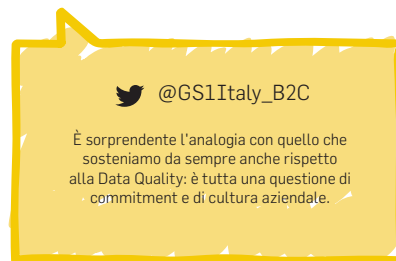 @GS1Italy_B2C
È sorprendente l'analogia con quello che
sosteniamo da sempre anche rispetto
alla Data Quality: è tutta una questione di
commitment e di cultura aziendale.